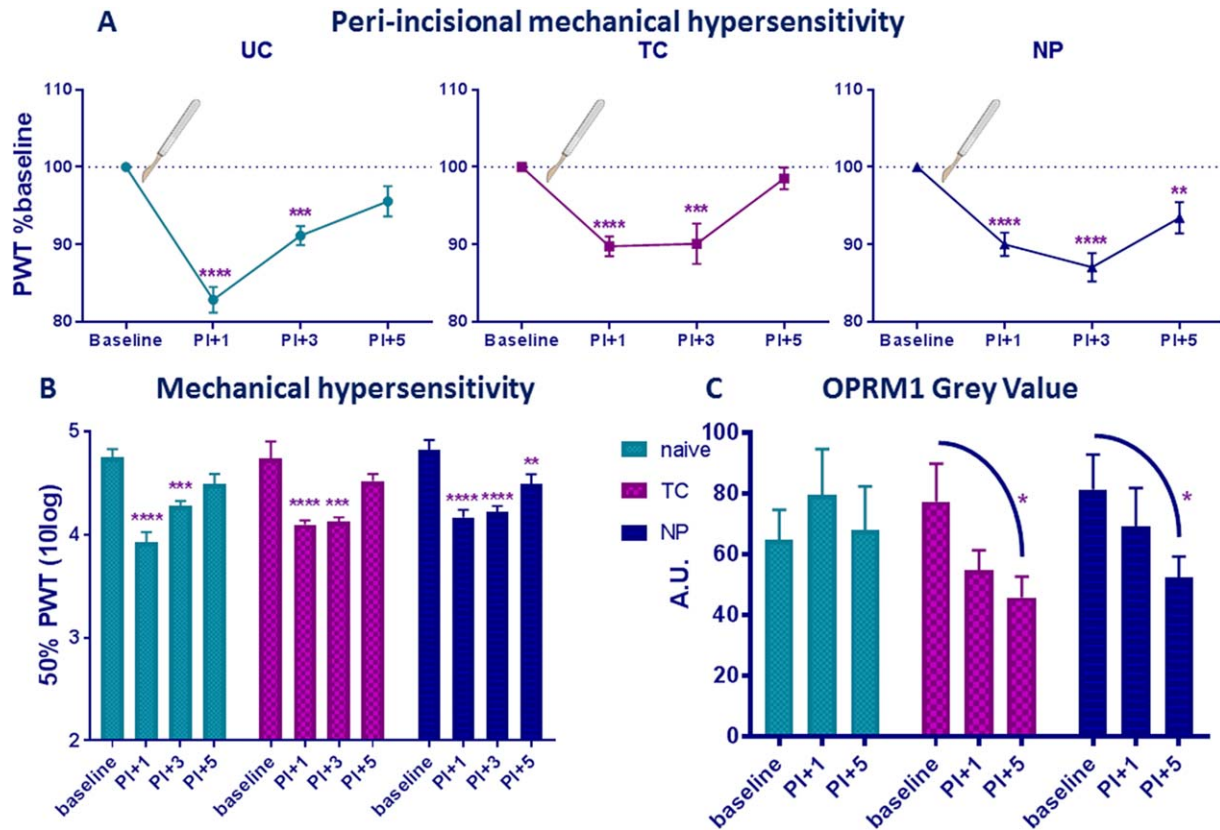 A Peri-incisional mechanical hypersensitivity
UC TC NP
PWT %baseline
110 110 110
100 100 100
**
*** ***
**** **** ****
****
90 90 90
80 80 80
Baseline PI+1 PI+3 PI+5 Baseline PI+1 PI+3 PI+5 Baseline PI+1 PI+3 PI+5
B Mechanical hypersensitivity
50% PWT (10log)
5
4
3
2
**** *** **** *** **** **** **
baseline PI+1 PI+3 PI+5 baseline PI+1 PI+3 PI+5 baseline PI+1 PI+3 PI+5
naive
TC
NP
C OPRM1 Grey Value
A.U.
100
80
60
40
20
0
* *
baseline PI+1 PI+5 baseline PI+1 PI+5 baseline PI+1 PI+5